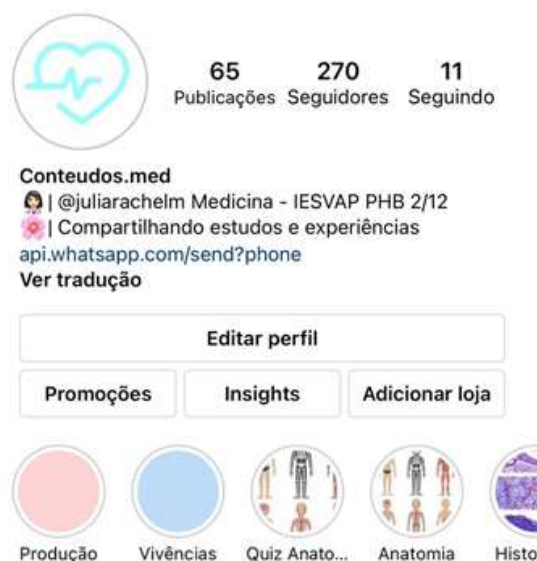 65 270 11
Publicações Seguidores Seguindo
Conteudos.med
| @juliarachelm Medicina - IESVAP PHB 2/12
| Compartilhando estudos e experiências
api.whatsapp.com/send?phone
Ver tradução
Editar perfil
Promoções Insights Adicionar loja
Produção Vivências Quiz Anato... Anatomia Histo